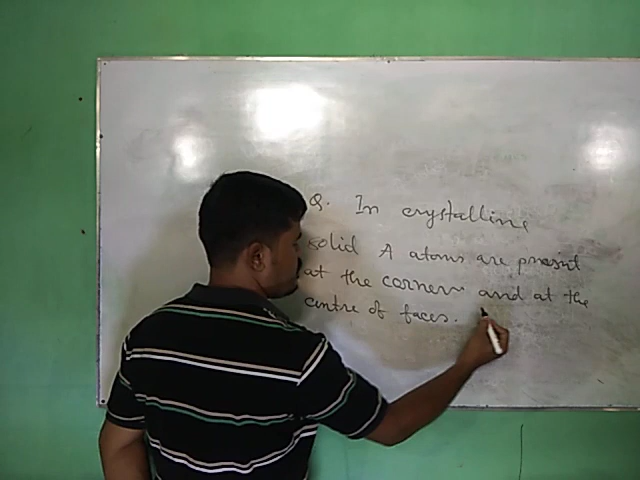 Q. In crystalline
solid A atoms are present
at the corners and at the
centre of faces.